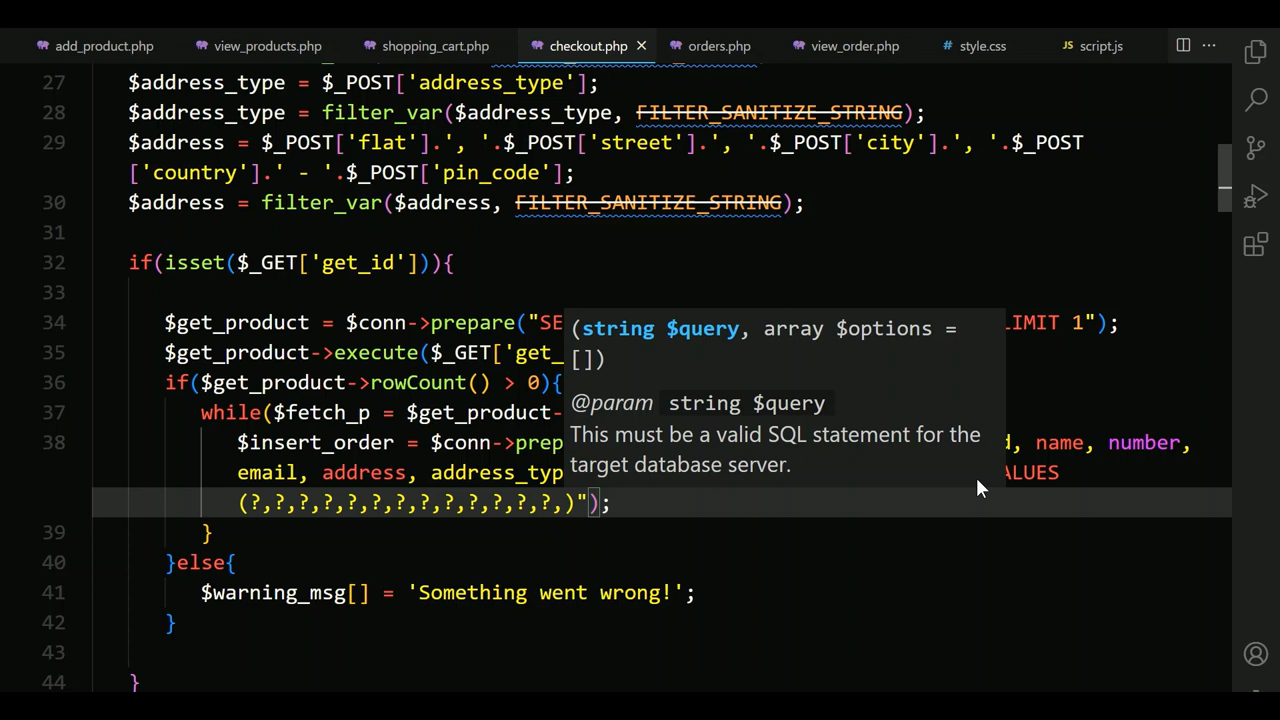 add_product.php view_products.php shopping_cart.php checkout.php orders.php view_order.php # style.css JS script.js
27 $address_type = $_POST['address_type'];
28 $address_type = filter_var($address_type, FILTER_SANITIZE_STRING);
29 $address = $_POST['flat'].', '.$_POST['street'].', '.$_POST['city'].', '.$_POST
['country'].' - '.$_POST['pin_code'];
30 $address = filter_var($address, FILTER_SANITIZE_STRING);
31
32 if(isset($_GET['get_id'])){
33
34 $get_product = $conn->prepare("SE LIMIT 1");
35 $get_product->execute($_GET['get_
36 if($get_product->rowCount() > 0){
37 while($fetch_p = $get_product-
38 $insert_order = $conn->prep d, name, number,
email, address, address_typ VALUES
(?,?,?,?,?,?,?,?,?,?,?,?,?,)");
39 }
40 }else{
41 $warning_msg[] = 'Something went wrong!';
42 }
43
44 }
(string $query, array $options =
[])
@param string $query
This must be a valid SQL statement for the
target database server.